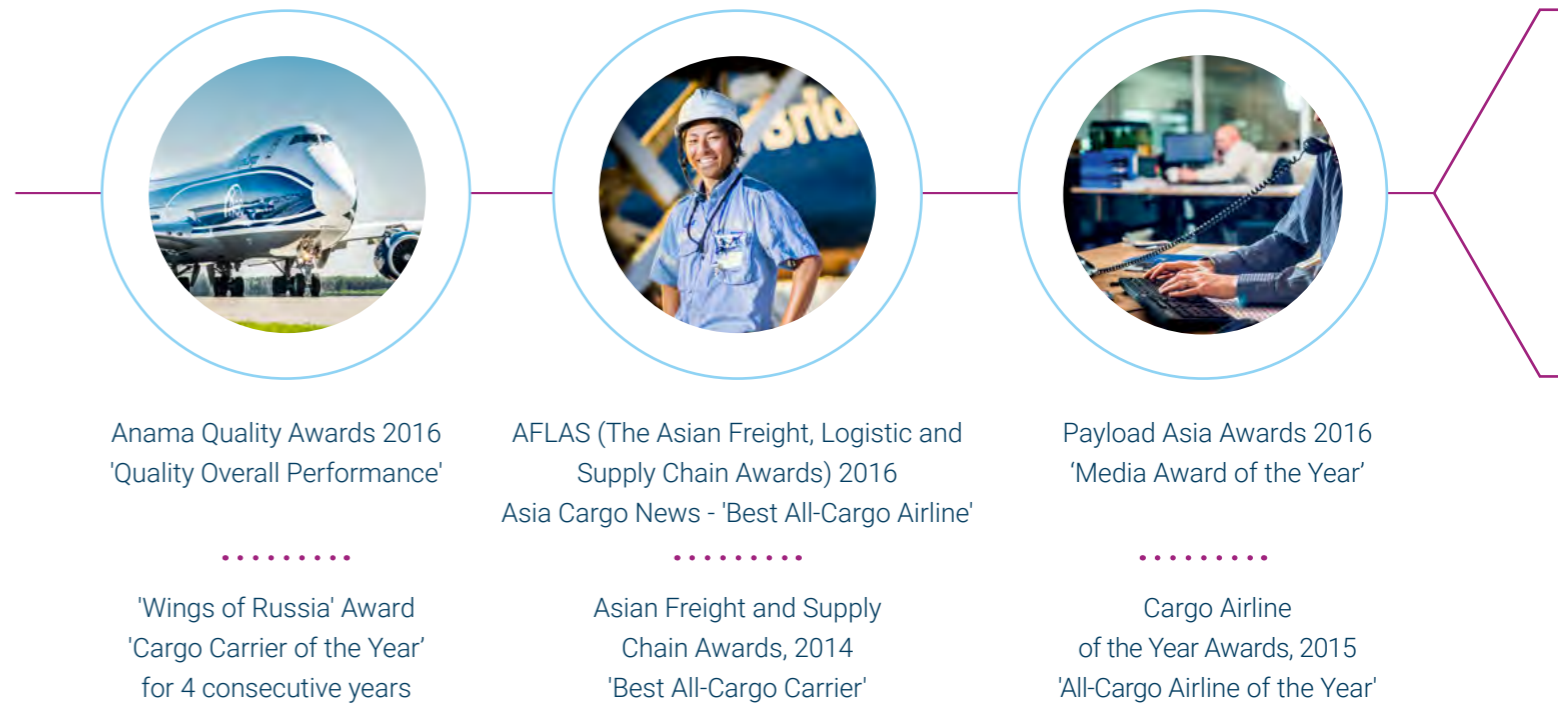 Anama Quality Awards 2016
'Quality Overall Performance'
'Wings of Russia' Award
'Cargo Carrier of the Year’
for 4 consecutive years
AFLAS (The Asian Freight, Logistic and
Supply Chain Awards) 2016
Asia Cargo News - 'Best All-Cargo Airline'
Asian Freight and Supply
Chain Awards, 2014
'Best All-Cargo Carrier'
Payload Asia Awards 2016
‘Media Award of the Year’
Cargo Airline
of the Year Awards, 2015
'All-Cargo Airline of the Year'